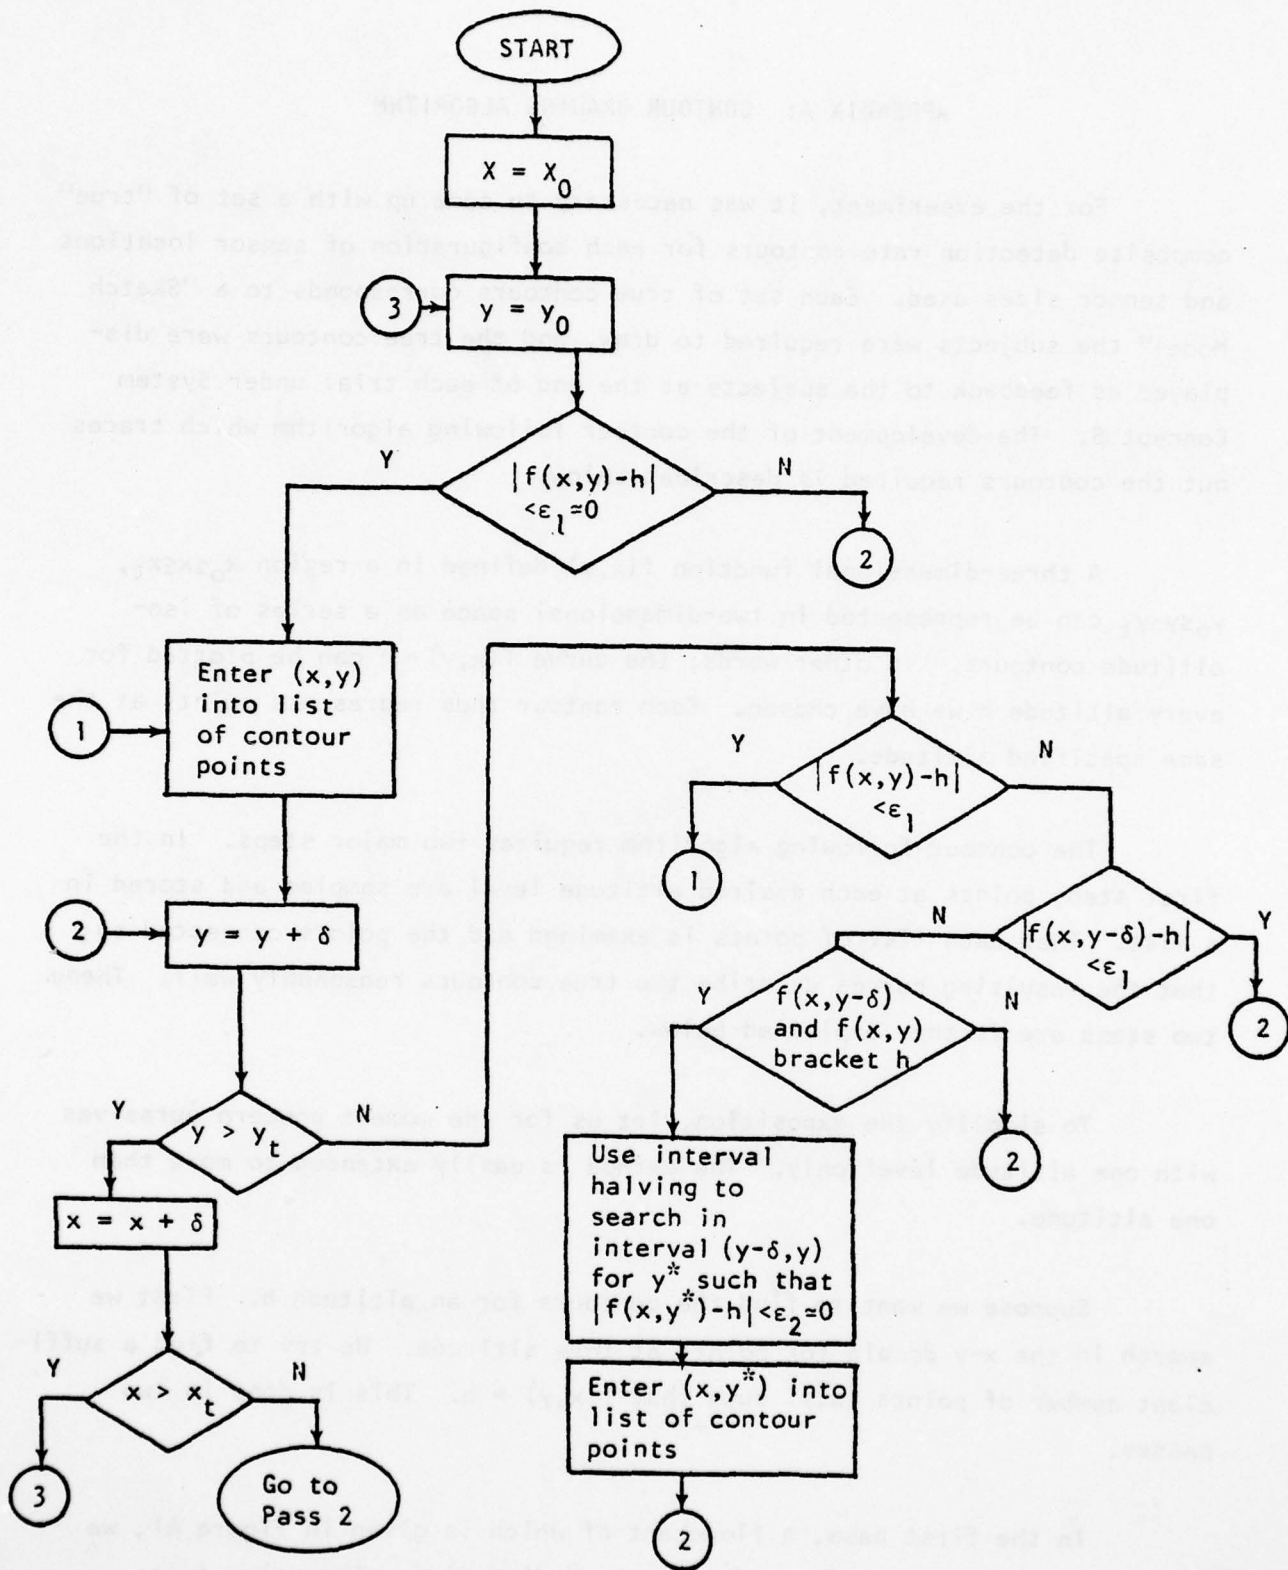 START
X = X₀
3
y = y₀
Y
N
|f(x,y)-h|
<ε₁≃0
2
Enter (x,y)
into list
of contour
points
1
Y
N
|f(x,y)-h|
<ε₁
1
2
y = y + δ
N
|f(x,y-δ)-h|
<ε₁
Y
2
Y
f(x,y-δ)
and f(x,y)
bracket h
N
2
Y
y > y_t
N
x = x + δ
Use interval
halving to
search in
interval (y-δ,y)
for y* such that
|f(x,y*)-h|<ε₂≃0
Y
x > x_t
N
Enter (x,y*) into
list of contour
points
3
Go to
Pass 2
2